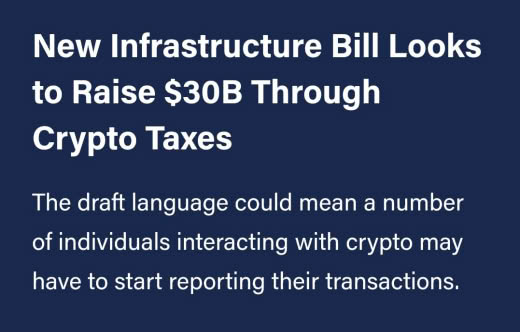 New Infrastructure Bill Looks
to Raise $30B Through
Crypto Taxes
The draft language could mean a number
of individuals interacting with crypto may
have to start reporting their transactions.